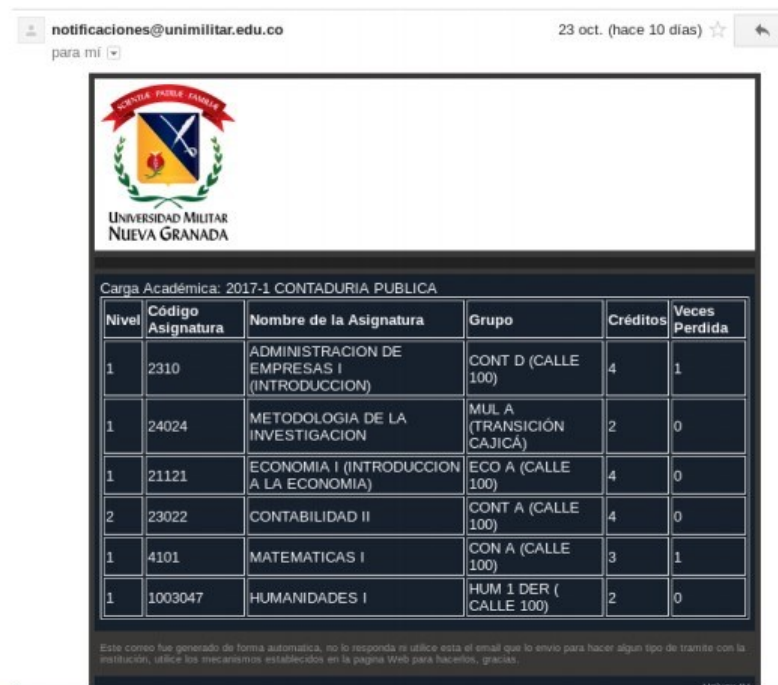 notificaciones@unimilitar.edu.co
23 oct. (hace 10 días)
para mí
SCIENTIÆ PATRIÆ FAMILIÆ
UNIVERSIDAD MILITAR
NUEVA GRANADA
Carga Académica: 2017-1 CONTADURIA PUBLICA
Nivel Código Asignatura Nombre de la Asignatura Grupo Créditos Veces Perdida
1 2310 ADMINISTRACION DE EMPRESAS I (INTRODUCCION) CONT D (CALLE 100) 4 1
1 24024 METODOLOGIA DE LA INVESTIGACION MUL A (TRANSICIÓN CAJICÁ) 2 0
1 21121 ECONOMIA I (INTRODUCCION A LA ECONOMIA) ECO A (CALLE 100) 4 0
2 23022 CONTABILIDAD II CONT A (CALLE 100) 4 0
1 4101 MATEMATICAS I CON A (CALLE 100) 3 1
1 1003047 HUMANIDADES I HUM 1 DER ( CALLE 100) 2 0
Este correo fue generado de forma automatica, no lo responda ni utilice esta el email que lo envio para hacer algun tipo de tramite con la
institución, utilice los mecanismos establecidos en la pagina Web para hacerlos, gracias.